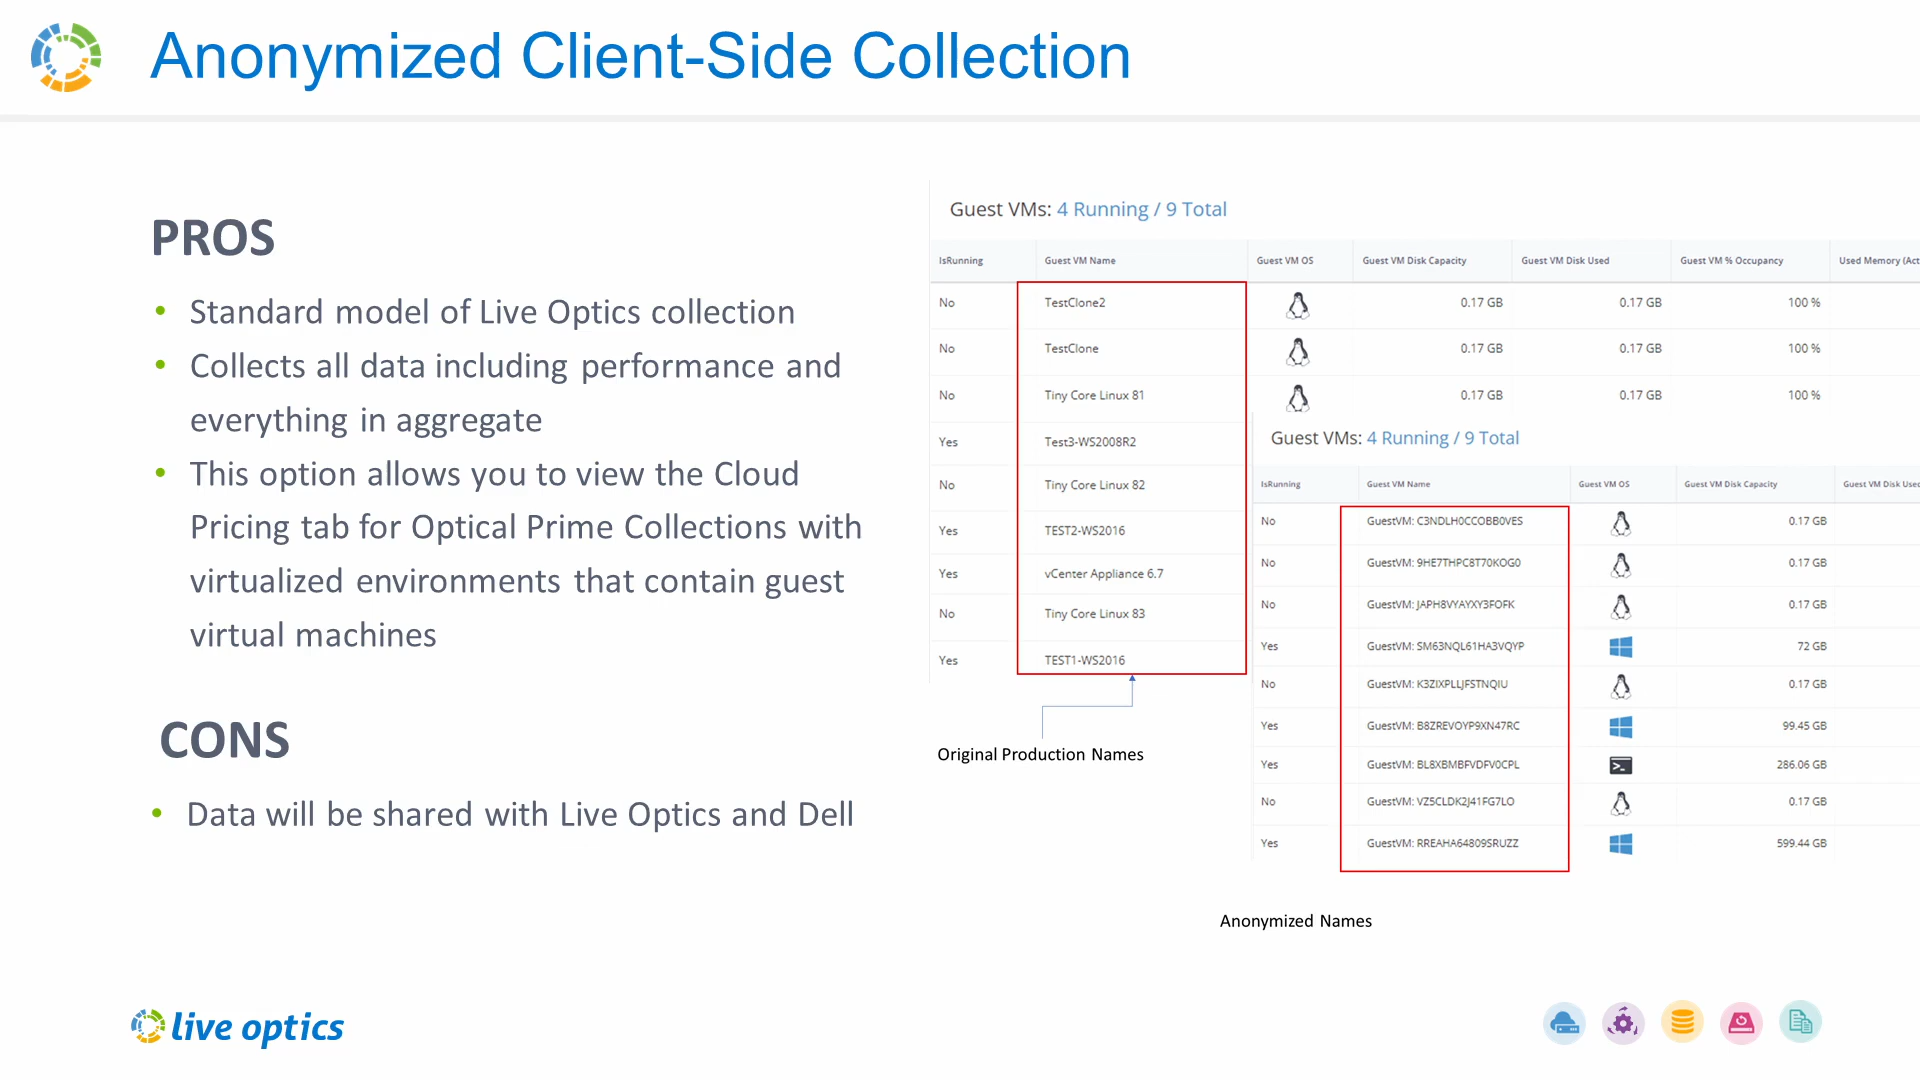 Anonymized Client-Side Collection
PROS
• Standard model of Live Optics collection
• Collects all data including performance and
everything in aggregate
• This option allows you to view the Cloud
Pricing tab for Optical Prime Collections with
virtualized environments that contain guest
virtual machines
CONS
• Data will be shared with Live Optics and Dell
Guest VMs: 4 Running / 9 Total
IsRunning Guest VM Name Guest VM OS Guest VM Disk Capacity Guest VM Disk Used Guest VM % Occupancy Used Memory (Act
No TestClone2 0.17 GB 0.17 GB 100 %
No TestClone 0.17 GB 0.17 GB 100 %
No Tiny Core Linux 81 0.17 GB 0.17 GB 100 %
Yes Test3-WS2008R2
No Tiny Core Linux 82
Yes TEST2-WS2016
Yes vCenter Appliance 6.7
No Tiny Core Linux 83
Yes TEST1-WS2016
Original Production Names
Guest VMs: 4 Running / 9 Total
IsRunning Guest VM Name Guest VM OS Guest VM Disk Capacity Guest VM Disk Used
No GuestVM: C3NDLH0CCOBB0VES 0.17 GB
No GuestVM: 9HE7THPC8T70KOG0 0.17 GB
No GuestVM: JAPH8VYAYXY3FOFK 0.17 GB
Yes GuestVM: SM63NQL61HA3VQYP 72 GB
No GuestVM: K3ZIXPLLJFSTNQIU 0.17 GB
Yes GuestVM: B8ZREVOYP9XN47RC 99.45 GB
Yes GuestVM: BL8XBMBFVDFV0CPL 286.06 GB
No GuestVM: VZ5CLDK2J41FG7LO 0.17 GB
Yes GuestVM: RREAHA64809SRUZZ 599.44 GB
Anonymized Names
live optics